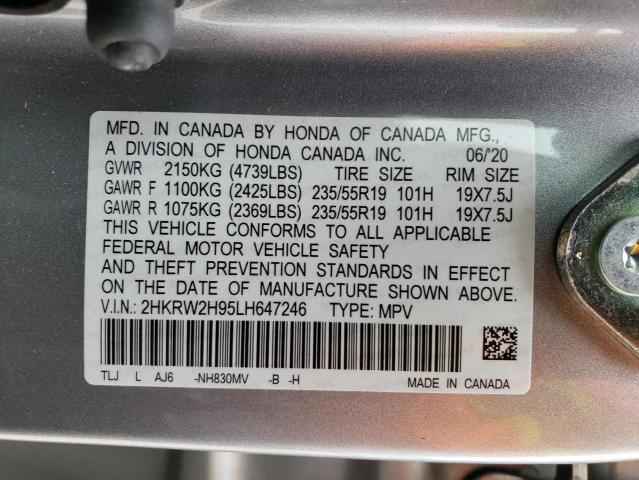 MFD. IN CANADA BY HONDA OF CANADA MFG.,
A DIVISION OF HONDA CANADA INC. 06/'20
GVWR 2150KG (4739LBS) TIRE SIZE RIM SIZE
GAWR F 1100KG (2425LBS) 235/55R19 101H 19X7.5J
GAWR R 1075KG (2369LBS) 235/55R19 101H 19X7.5J
THIS VEHICLE CONFORMS TO ALL APPLICABLE
FEDERAL MOTOR VEHICLE SAFETY
AND THEFT PREVENTION STANDARDS IN EFFECT
ON THE DATE OF MANUFACTURE SHOWN ABOVE.
V.I.N.: 2HKRW2H95LH647246 TYPE: MPV
TLJ L AJ6 -NH830MV -B -H MADE IN CANADA